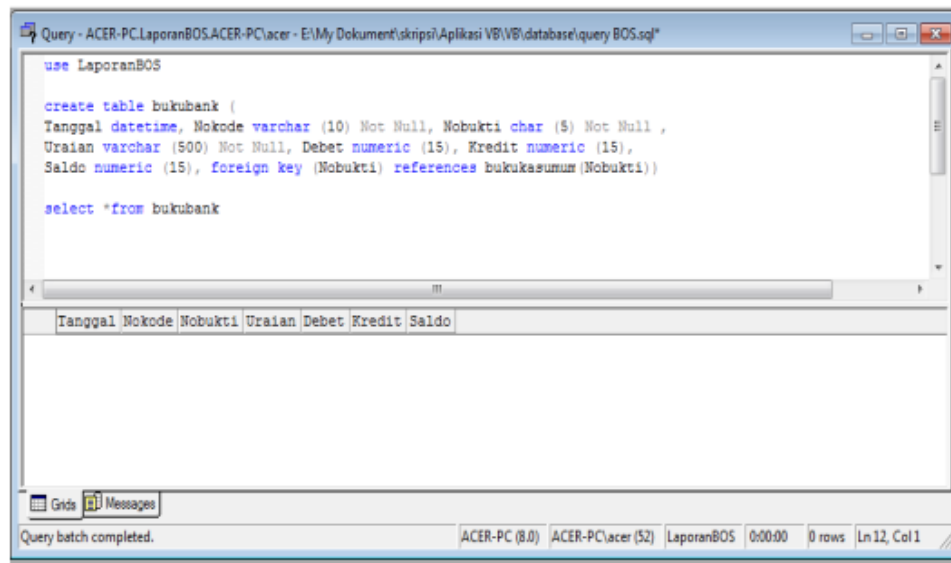 Query - ACER-PC.LaporanBOS.ACER-PC\acer - E:\My Dokument\skripsi\Aplikasi VB\VB\database\query BOS.sql*
use LaporanBOS
create table bukubank (
Tanggal datetime, Nokode varchar (10) Not Null, Nobukti char (5) Not Null ,
Uraian varchar (500) Not Null, Debet numeric (15), Kredit numeric (15),
Saldo numeric (15), foreign key (Nobukti) references bukukasumum(Nobukti))
select *from bukubank
Tanggal Nokode Nobukti Uraian Debet Kredit Saldo
Grids Messages
Query batch completed. ACER-PC (8.0) ACER-PC\acer (52) LaporanBOS 0:00:00 0 rows Ln 12, Col 1